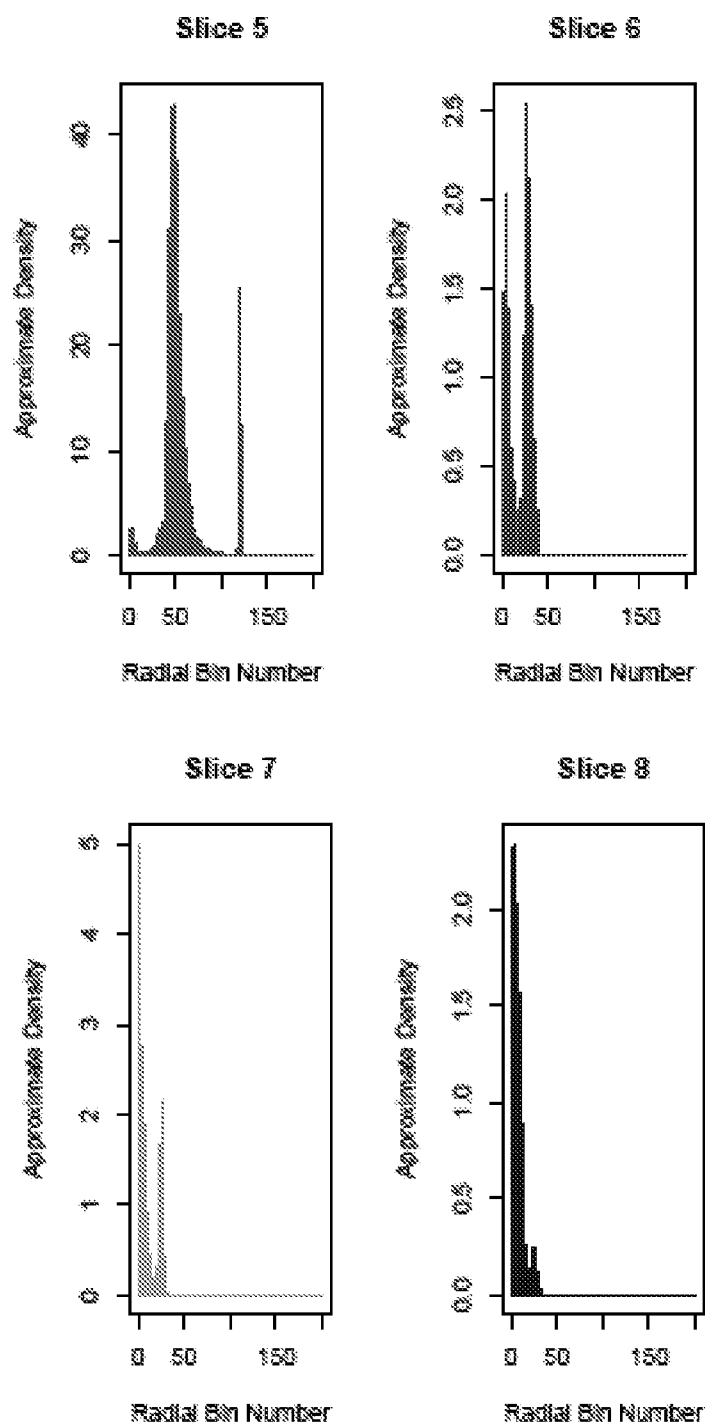 Slice 5
Approximate Density
40
30
20
10
0
0 50 150
Radial Bin Number
Slice 6
Approximate Density
2.5
2.0
1.5
1.0
0.5
0.0
0 50 150
Radial Bin Number
Slice 7
Approximate Density
5
4
3
2
1
0
0 50 150
Radial Bin Number
Slice 8
Approximate Density
2.0
1.5
1.0
0.5
0.0
0 50 150
Radial Bin Number